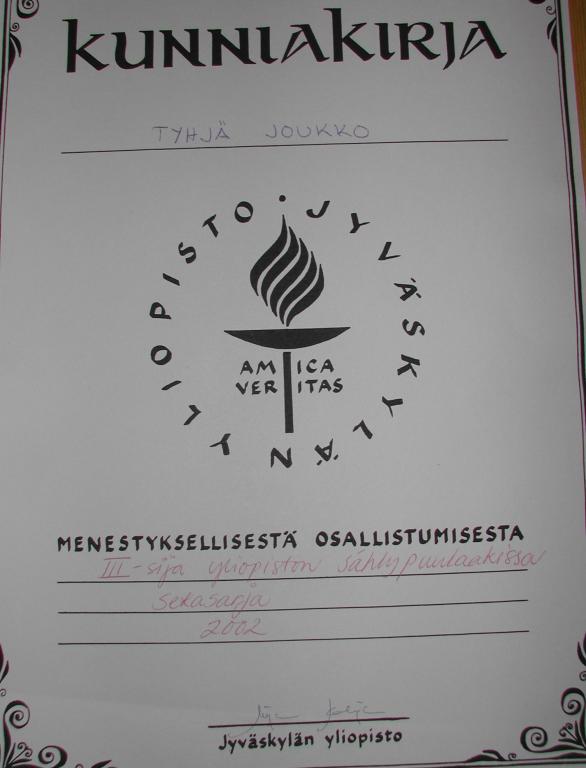 KUNNIAKIRJA
TYHJÄ JOUKKO
JYVÄSKYLÄN YLIOPISTO
AMICA
VERITAS
MENESTYKSELLISESTÄ OSALLISTUMISESTA
III-sija yliopiston sählypuulaakissa
sekasarja
2002
Jyväskylän yliopisto